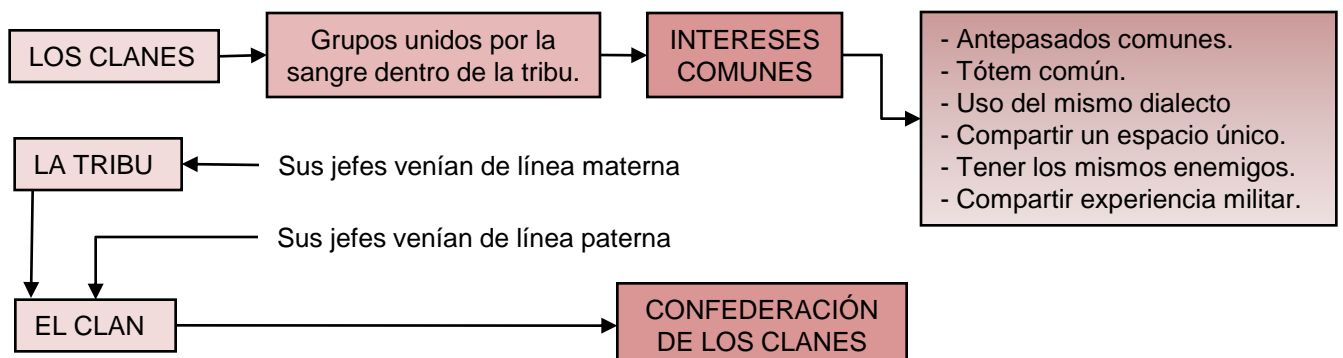 LOS CLANES
Grupos unidos por la
sangre dentro de la tribu.
INTERESES
COMUNES
- Antepasados comunes.
- Tótem común.
- Uso del mismo dialecto
- Compartir un espacio único.
- Tener los mismos enemigos.
- Compartir experiencia militar.
LA TRIBU
Sus jefes venían de línea materna
Sus jefes venían de línea paterna
EL CLAN
CONFEDERACIÓN
DE LOS CLANES